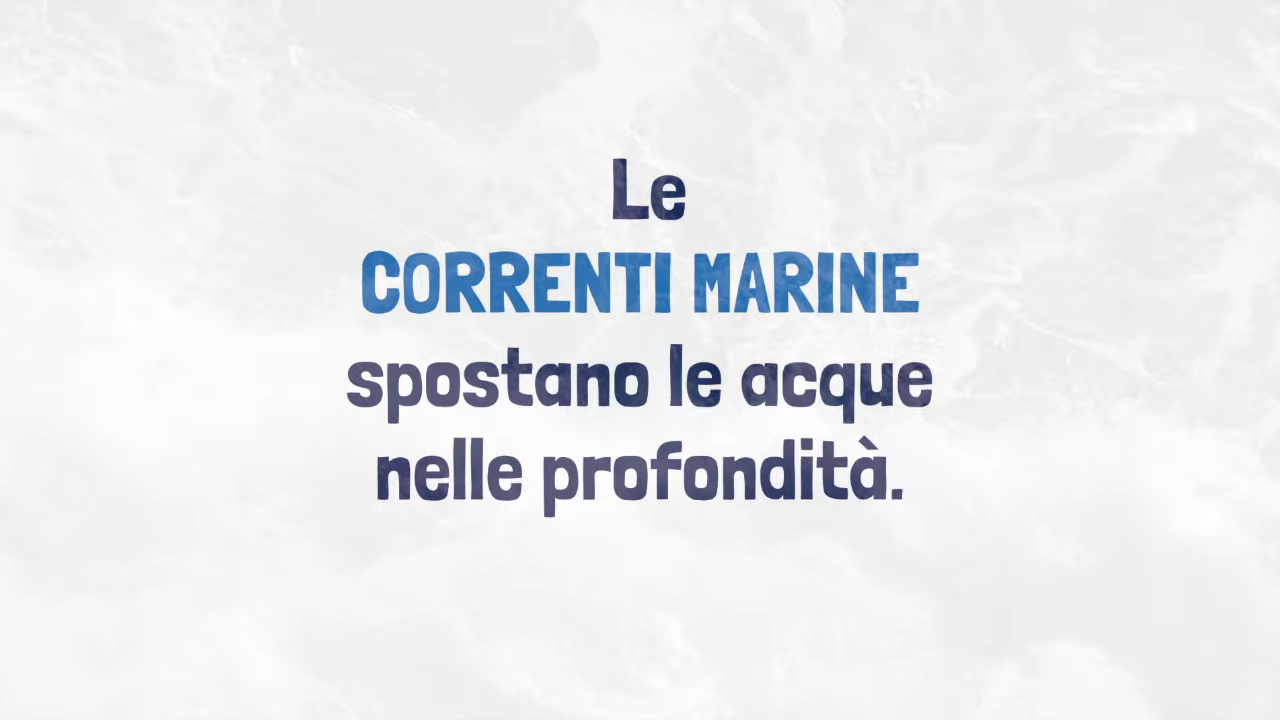 Le
CORRENTI MARINE
spostano le acque
nelle profondità.